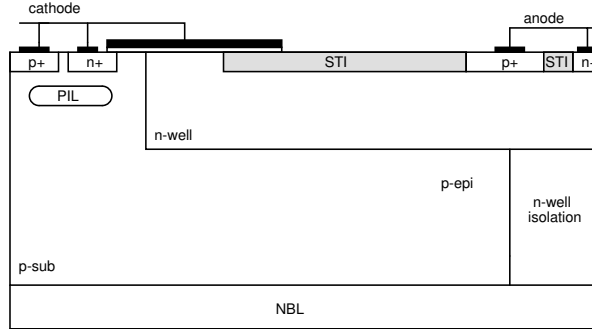 cathode
anode
p+
n+
STI
p+
STI
n+
PIL
n-well
p-epi
n-well
isolation
p-sub
NBL